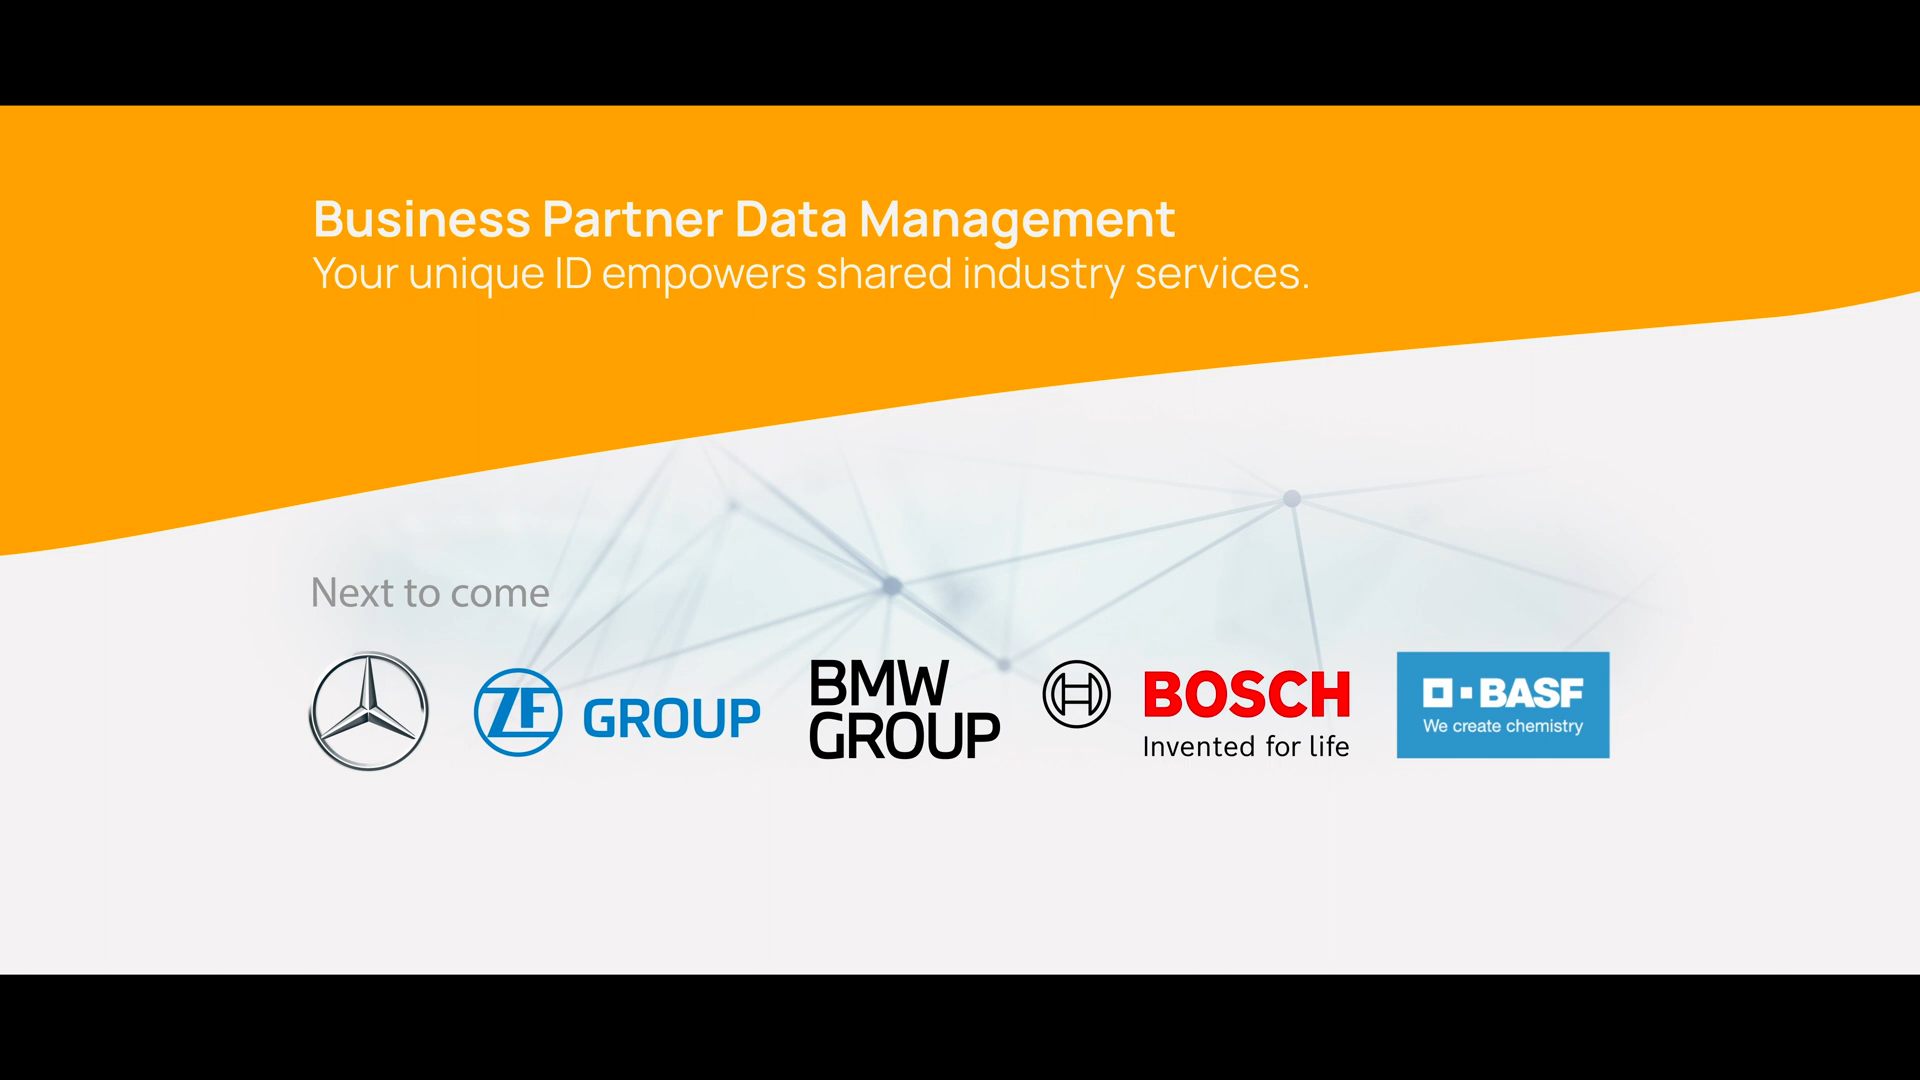 Business Partner Data Management
Your unique ID empowers shared industry services.
Next to come
ZF GROUP
BMW
GROUP
BOSCH
Invented for life
BASF
We create chemistry